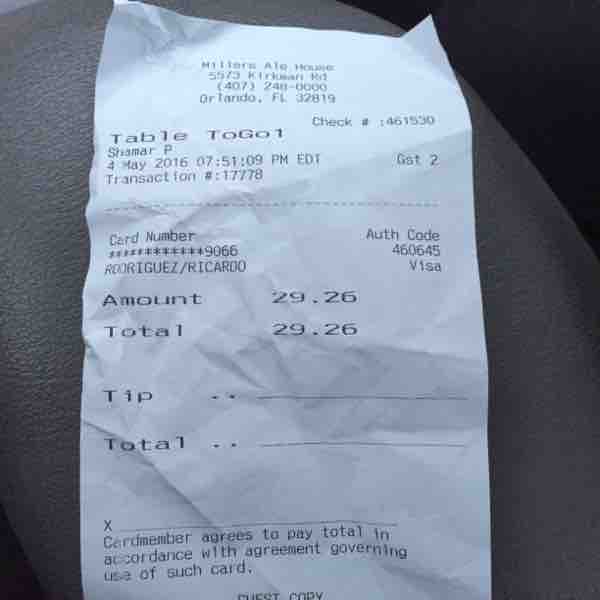 Millers Ale House
5573 Kirkman Rd
(407) 248-0000
Orlando, FL 32819
Check # :461530
Table ToGo1
Shamar P
4 May 2016 07:51:09 PM EDT Gst 2
Transaction #:17778
Card Number Auth Code
************9066 460645
RODRIGUEZ/RICARDO Visa
Amount 29.26
Total 29.26
Tip ..
Total ..
X
Cardmember agrees to pay total in
accordance with agreement governing
use of such card.
GUEST COPY